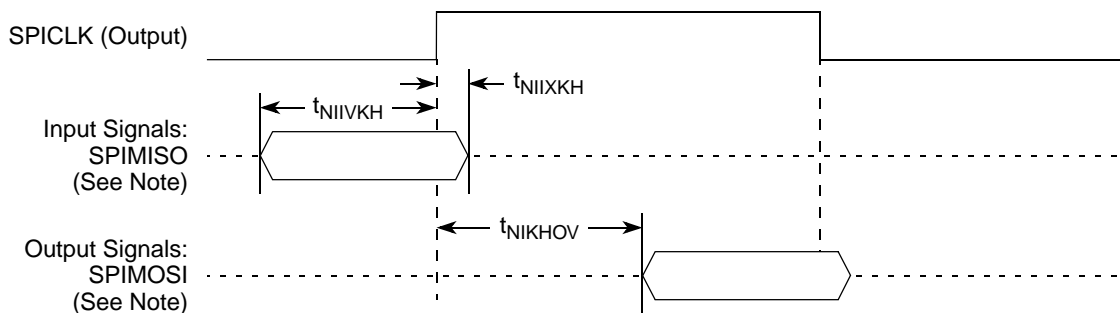 SPICLK (Output)
tNIIXKH
tNIIVKH
Input Signals:
SPIMISO
(See Note)
tNIKHOV
Output Signals:
SPIMOSI
(See Note)